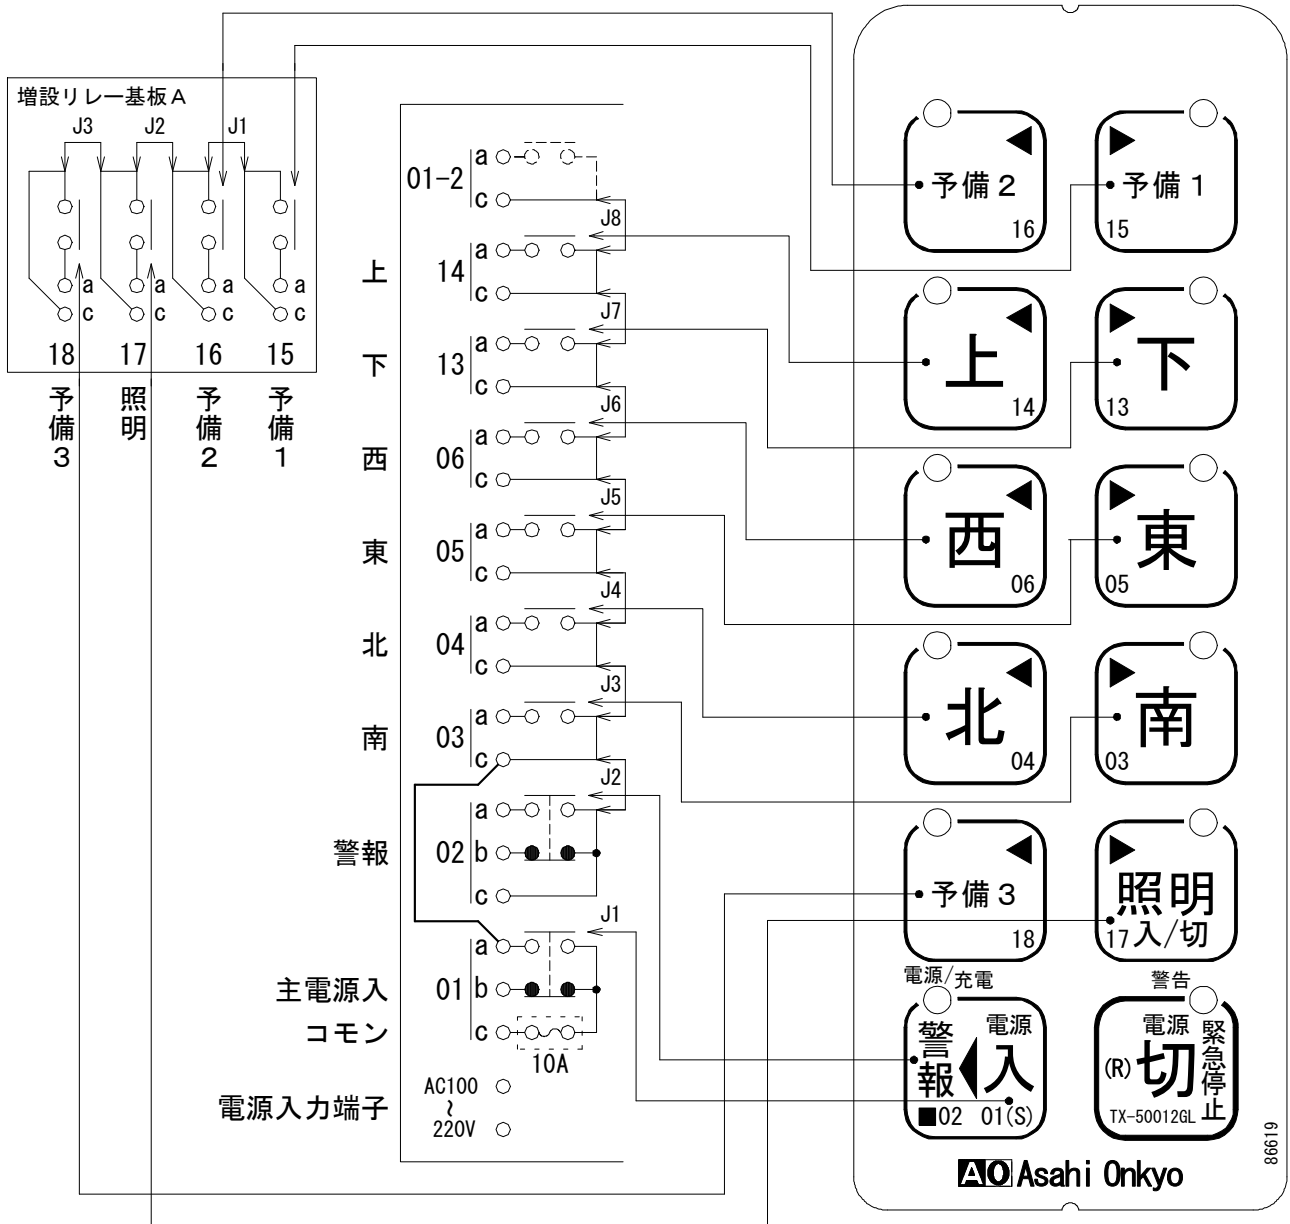 増設リレー基板A
J3 J2 J1
a a a a
c c c c
18 17 16 15
予備3
照明
予備2
予備1
01-2 a
c
J8
上 14 a
c
J7
下 13 a
c
J6
西 06 a
c
J5
東 05 a
c
J4
北 04 a
c
J3
南 03 a
c
J2
警報 02 a
b
c
J1
主電源入 01 a
b
コモン c
10A
電源入力端子 AC100
~
220V
予備2
16
予備1
15
上
14
下
13
西
06
東
05
北
04
南
03
予備3
18
照明
17入/切
電源/充電
警報
電源
入
■02 01(S)
警告
電源
(R)切
緊急停止
TX-50012GL
86619
AO Asahi Onkyo